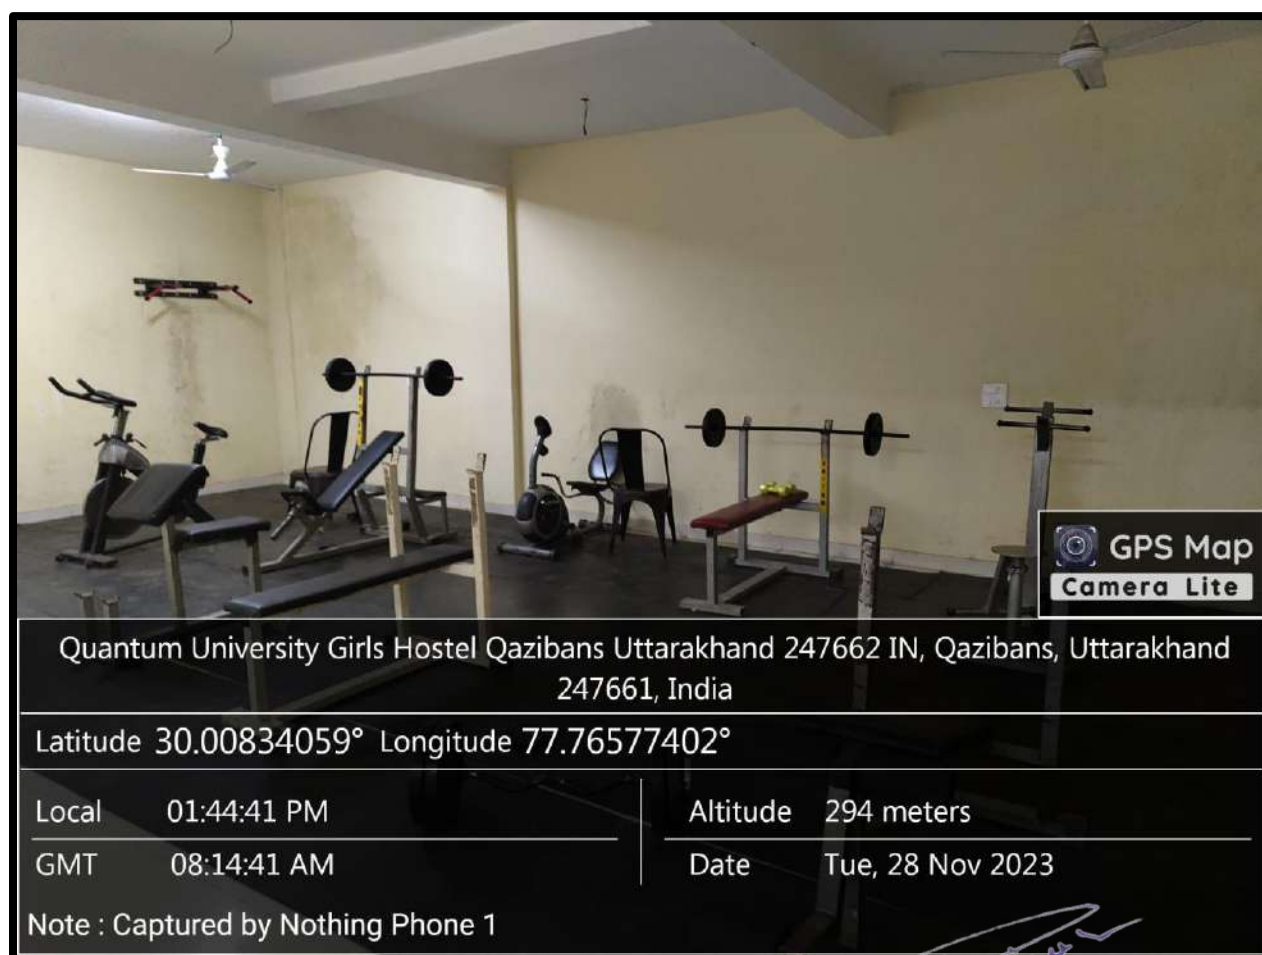 GPS Map
Camera Lite
Quantum University Girls Hostel Qazibans Uttarakhand 247662 IN, Qazibans, Uttarakhand
247661, India
Latitude 30.00834059° Longitude 77.76577402°
Local 01:44:41 PM
Altitude 294 meters
GMT 08:14:41 AM
Date Tue, 28 Nov 2023
Note : Captured by Nothing Phone 1